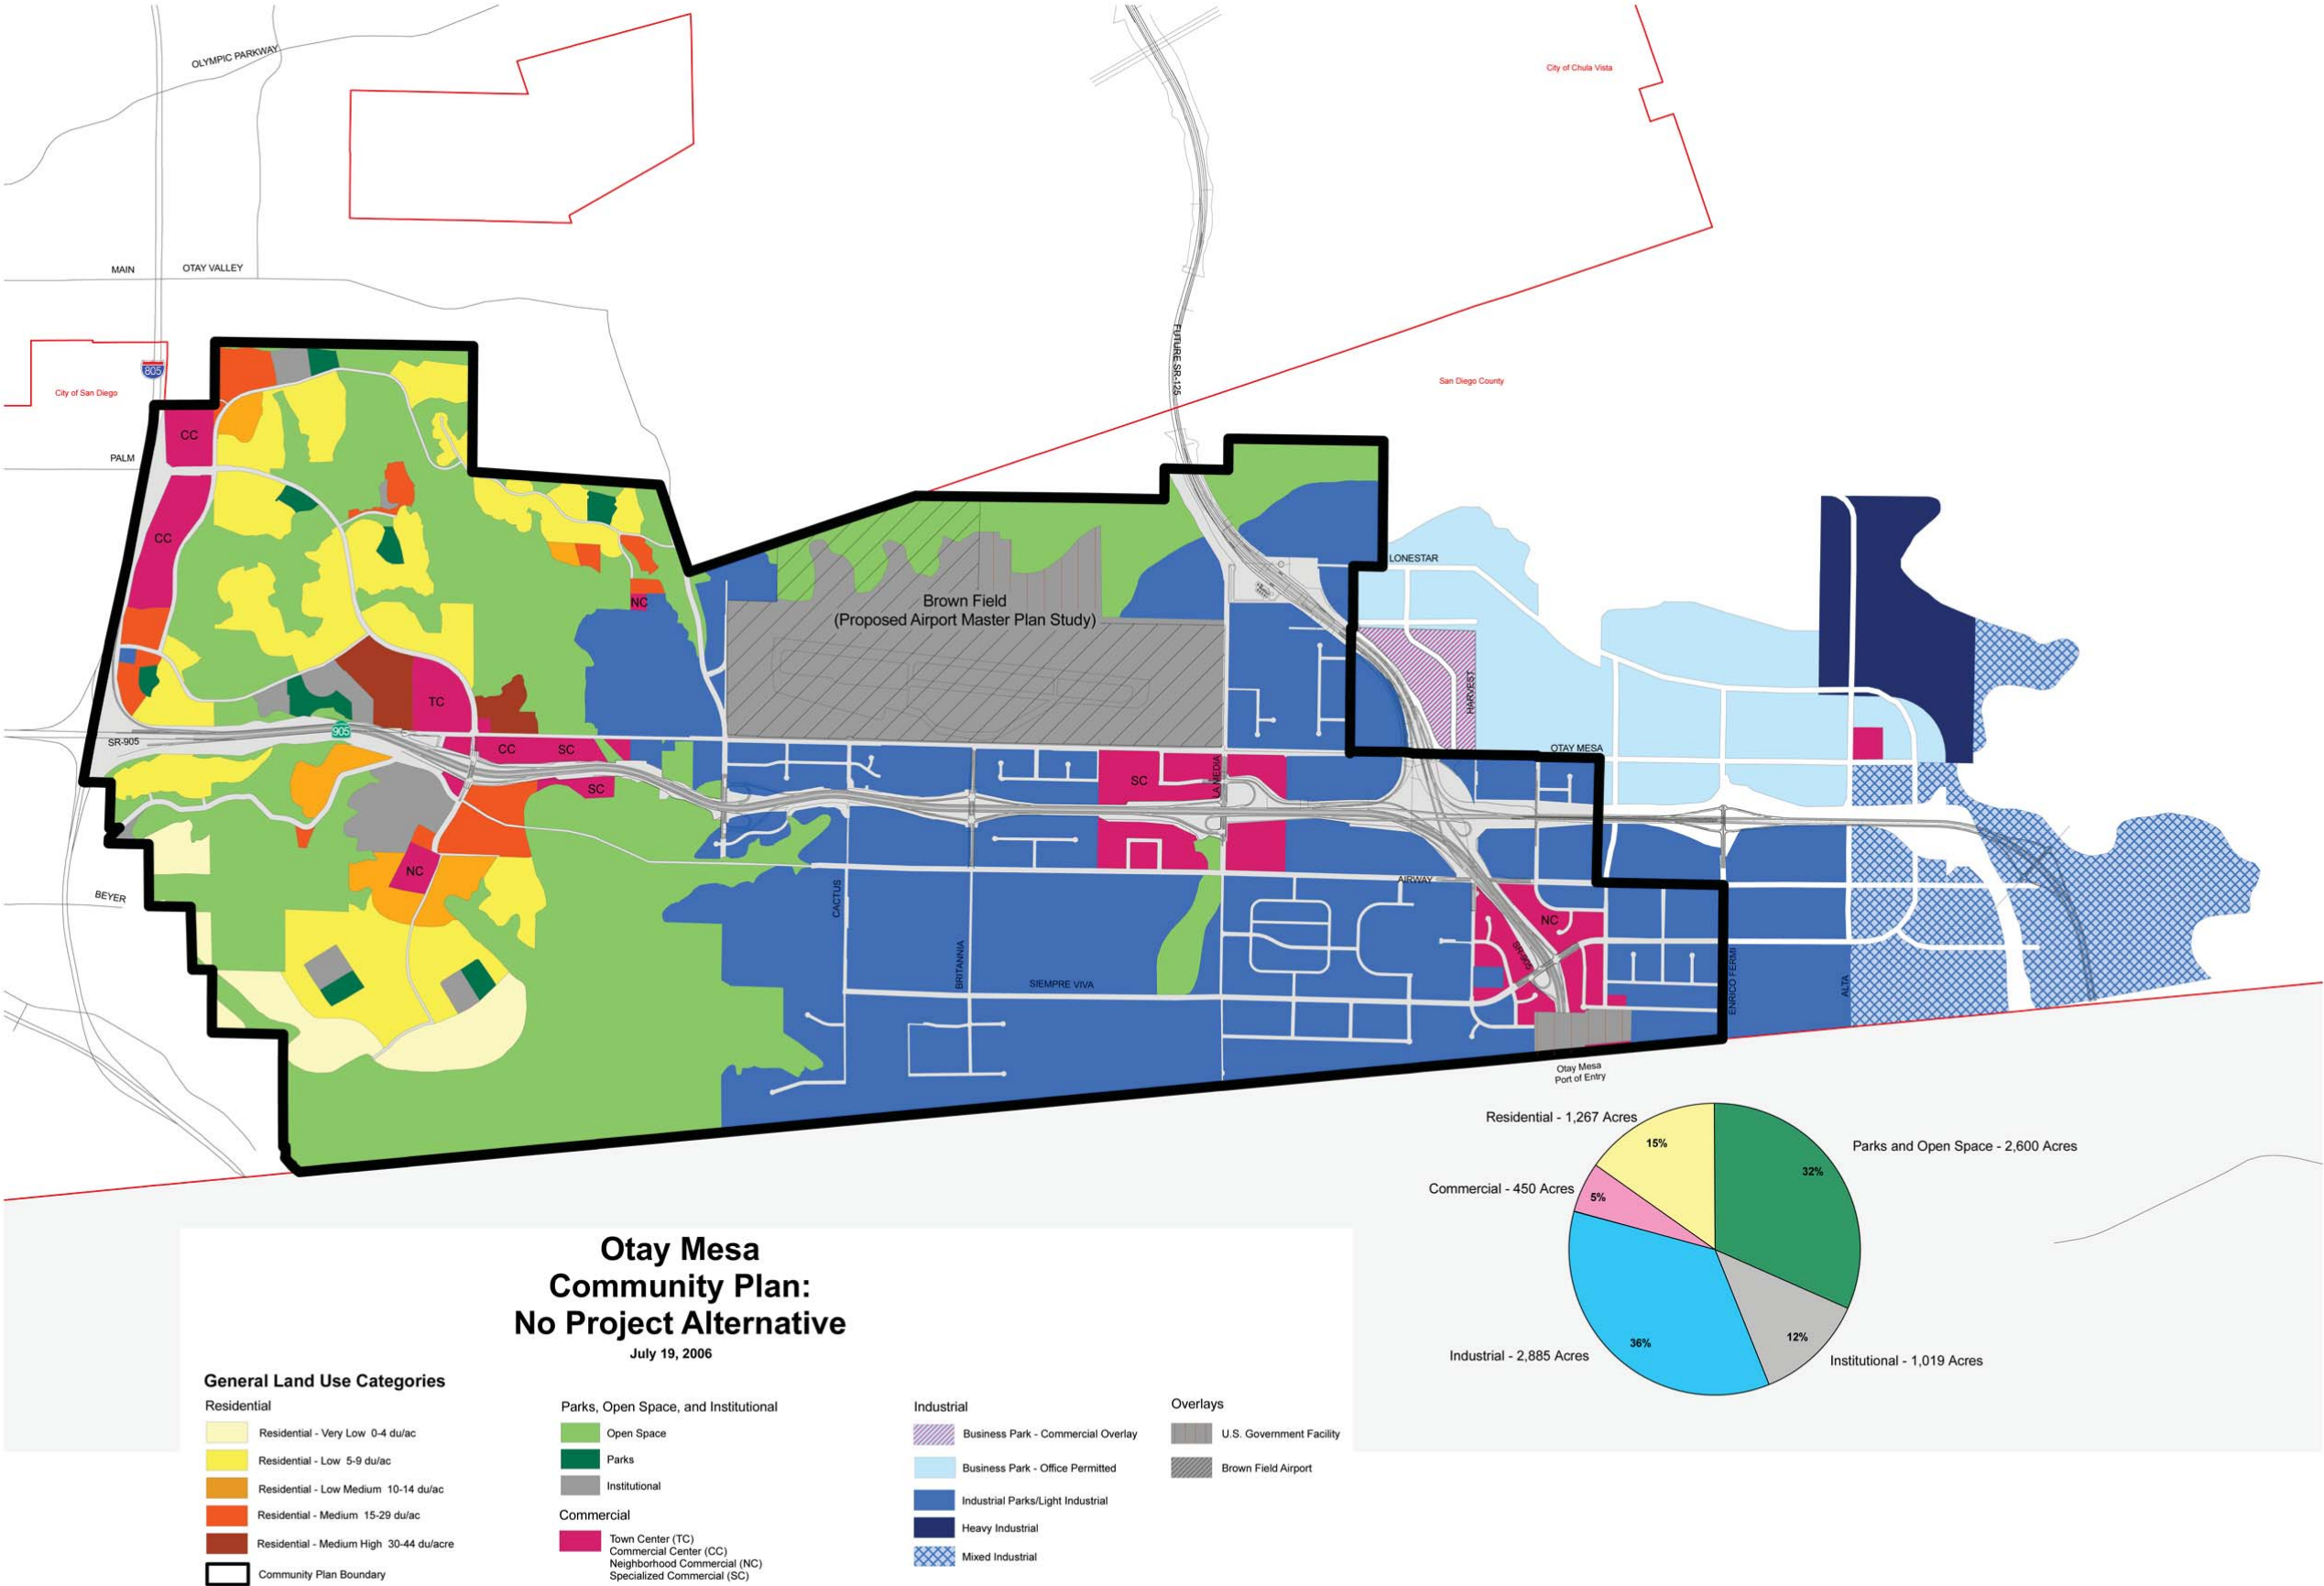 OLYMPIC PARKWAY
City of Chula Vista
MAIN
OTAY VALLEY
FUTURE SR-125
805
City of San Diego
San Diego County
CC
PALM
CC
LONESTAR
NC
Brown Field
(Proposed Airport Master Plan Study)
HARVEST
TC
905
SR-905
CC
SC
OTAY MESA
SC
SC
LA MEDIA
NC
AIRWAY
BEYER
CACTUS
NC
BRITANNIA
SR-905
SIEMPRE VIVA
ENRICO FERMI
ALTA
Otay Mesa
Port of Entry
Residential - 1,267 Acres
15%
Parks and Open Space - 2,600 Acres
32%
Commercial - 450 Acres
5%
12%
36%
Industrial - 2,885 Acres
Institutional - 1,019 Acres
Otay Mesa
Community Plan:
No Project Alternative
July 19, 2006
General Land Use Categories
Residential
Residential - Very Low 0-4 du/ac
Residential - Low 5-9 du/ac
Residential - Low Medium 10-14 du/ac
Residential - Medium 15-29 du/ac
Residential - Medium High 30-44 du/acre
Community Plan Boundary
Parks, Open Space, and Institutional
Open Space
Parks
Institutional
Commercial
Town Center (TC)
Commercial Center (CC)
Neighborhood Commercial (NC)
Specialized Commercial (SC)
Industrial
Business Park - Commercial Overlay
Business Park - Office Permitted
Industrial Parks/Light Industrial
Heavy Industrial
Mixed Industrial
Overlays
U.S. Government Facility
Brown Field Airport